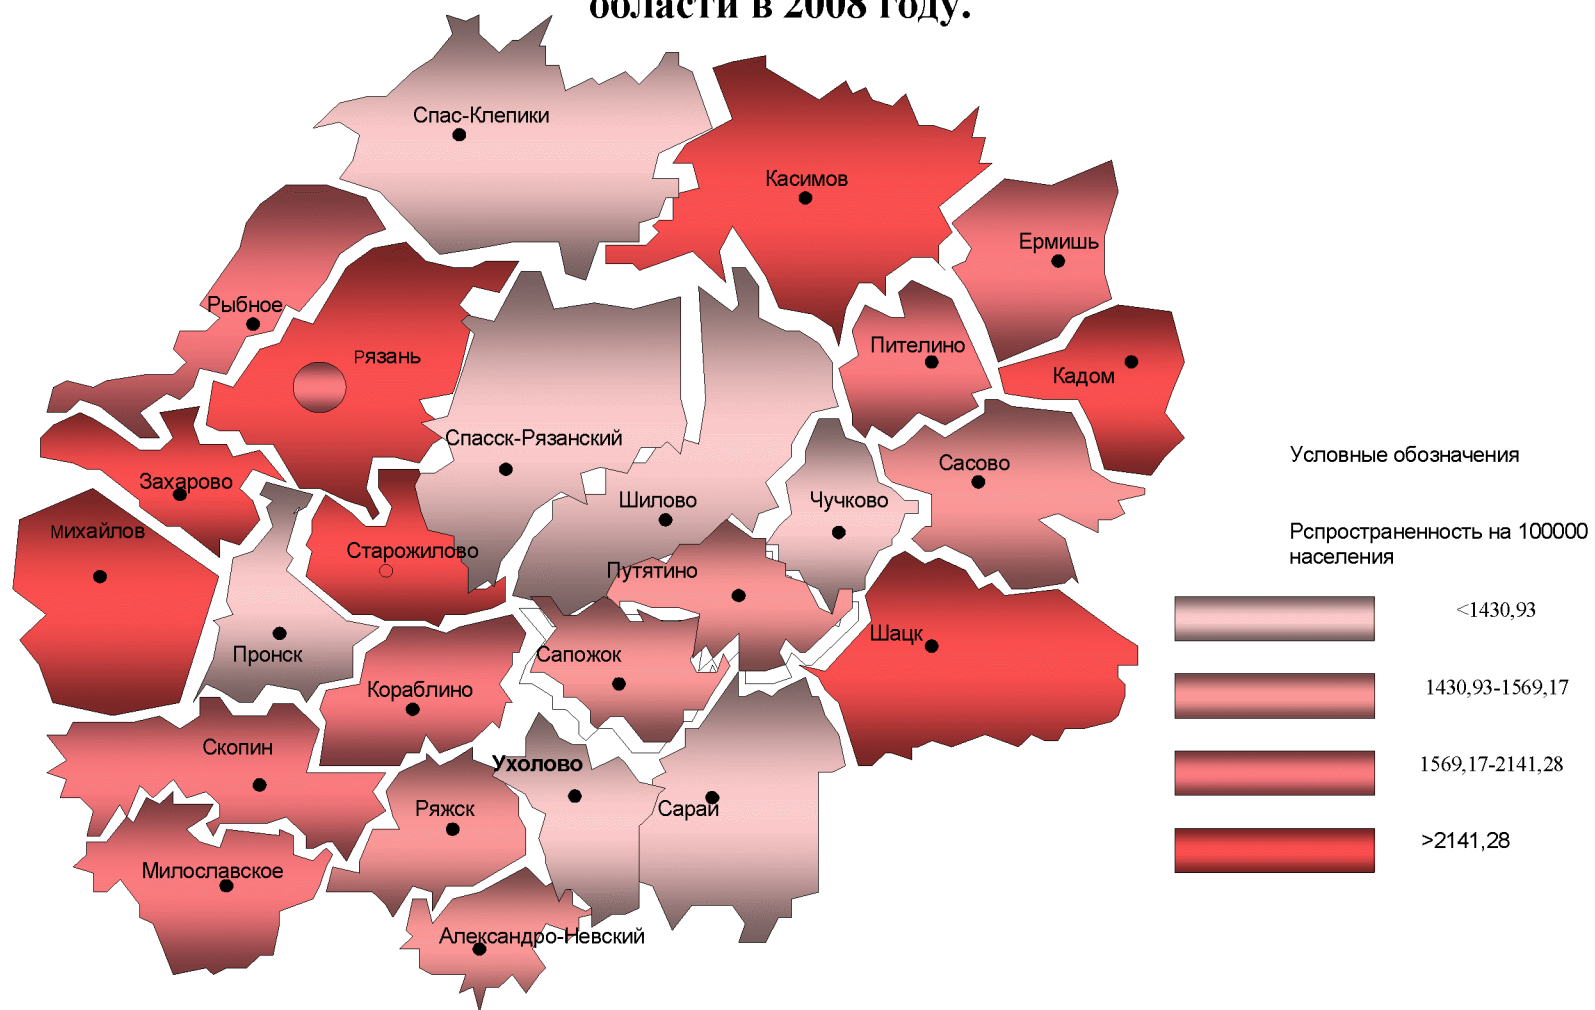 области в 2008 году.
Спас-Клепики
Касимов
Ермишь
Рыбное
Рязань
Пителино
Кадом
Спасск-Рязанский
Условные обозначения
Сасово
Захарово
Шилово
Чучково
Михайлов
Рспространенность на 100000
населения
Старожилово
Путятино
<1430,93
Шацк
Пронск
Сапожок
Кораблино
1430,93-1569,17
Скопин
Ухолово
1569,17-2141,28
Ряжск
Сарай
>2141,28
Милославское
Александро-Невский